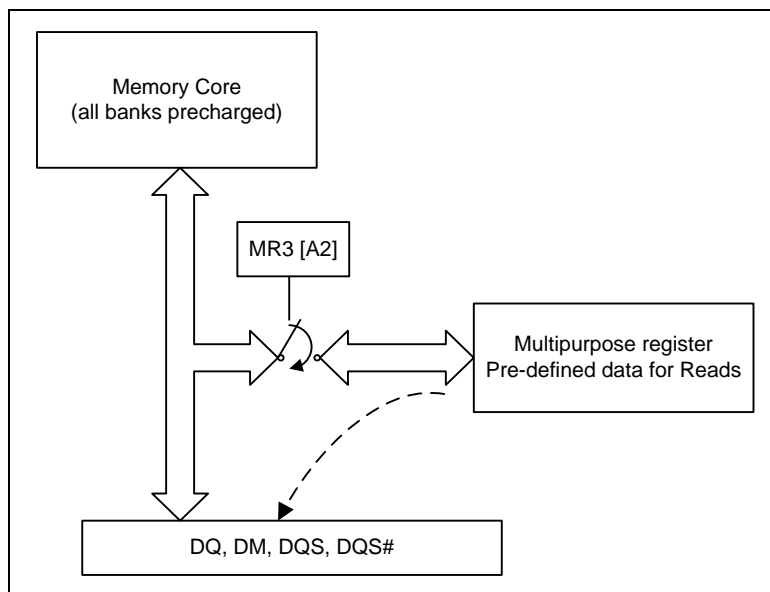 Memory Core
(all banks precharged)
MR3 [A2]
Multipurpose register
Pre-defined data for Reads
DQ, DM, DQS, DQS#